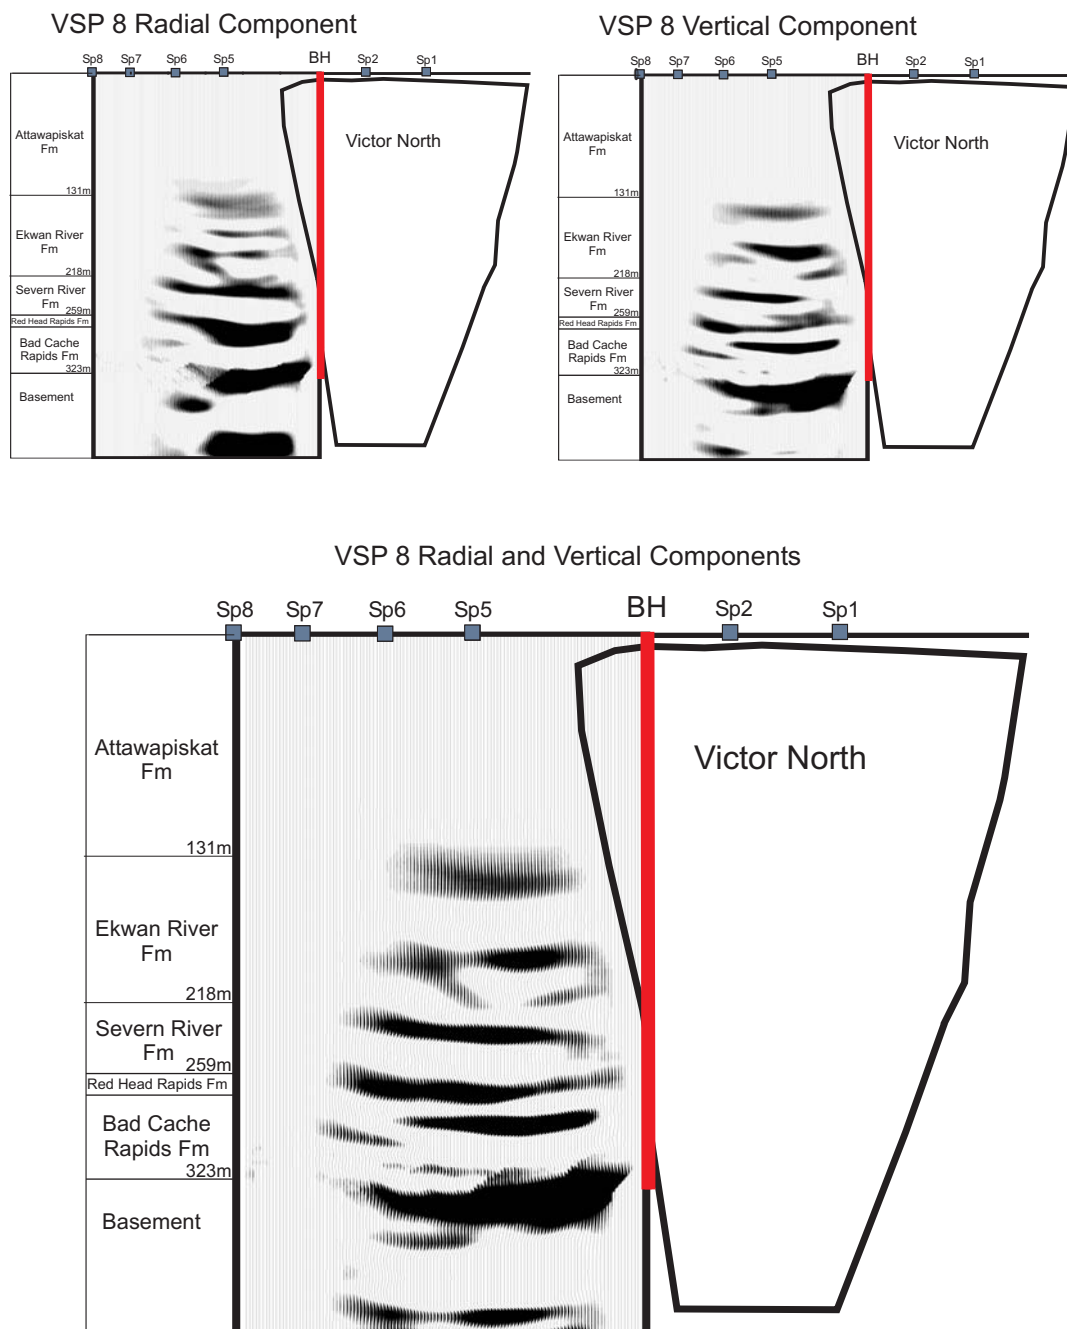 VSP 8 Radial Component
Sp8 Sp7 Sp6 Sp5 BH Sp2 Sp1
Attawapiskat
Fm
Victor North
131m
Ekwan River
Fm
218m
Severn River
Fm
259m
Red Head Rapids Fm
Bad Cache
Rapids Fm
323m
Basement
VSP 8 Vertical Component
Sp8 Sp7 Sp6 Sp5 BH Sp2 Sp1
Attawapiskat
Fm
Victor North
131m
Ekwan River
Fm
218m
Severn River
Fm
259m
Red Head Rapids Fm
Bad Cache
Rapids Fm
323m
Basement
VSP 8 Radial and Vertical Components
Sp8 Sp7 Sp6 Sp5 BH Sp2 Sp1
Attawapiskat
Fm
Victor North
131m
Ekwan River
Fm
218m
Severn River
Fm
259m
Red Head Rapids Fm
Bad Cache
Rapids Fm
323m
Basement